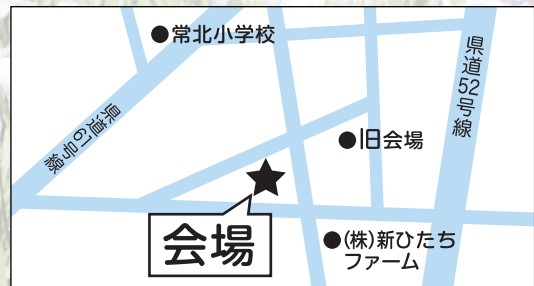 ●常北小学校
県道52号線
県道61号線
●旧会場
会場
●(株)新ひたち
ファーム